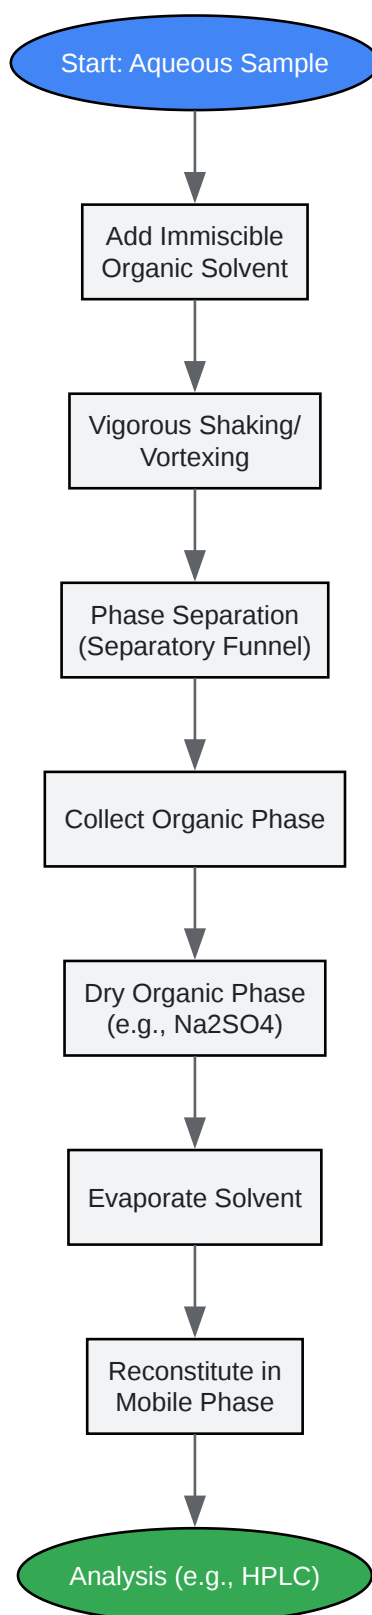 Start: Aqueous Sample
Add Immiscible
Organic Solvent
Vigorous Shaking/
Vortexing
Phase Separation
(Separatory Funnel)
Collect Organic Phase
Dry Organic Phase
(e.g., Na2SO4)
Evaporate Solvent
Reconstitute in
Mobile Phase
Analysis (e.g., HPLC)